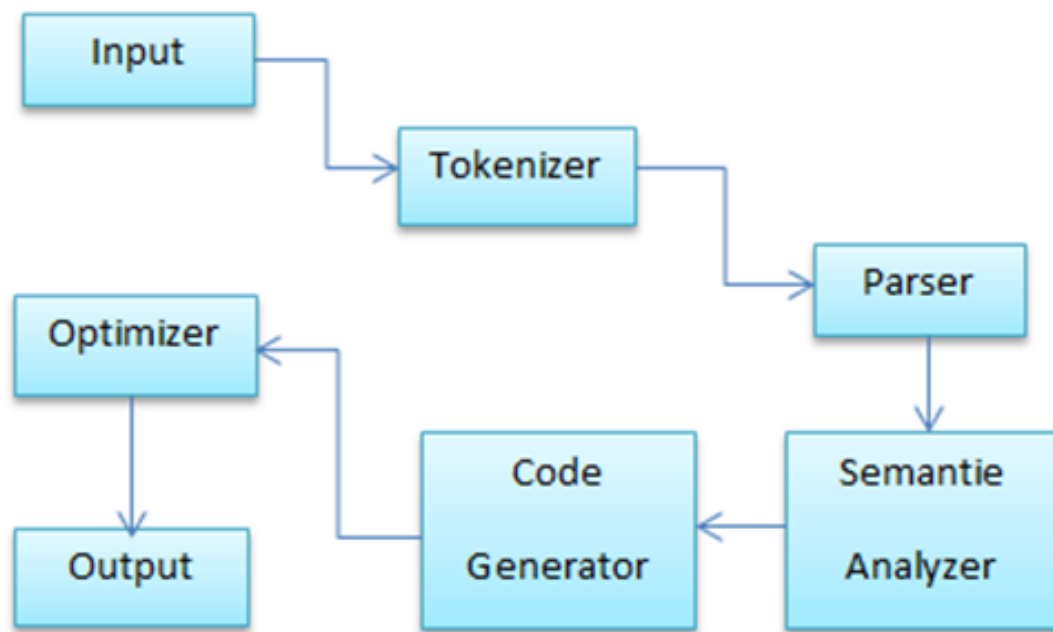 Input
Tokenizer
Parser
Optimizer
Code
Generator
Semantie
Analyzer
Output